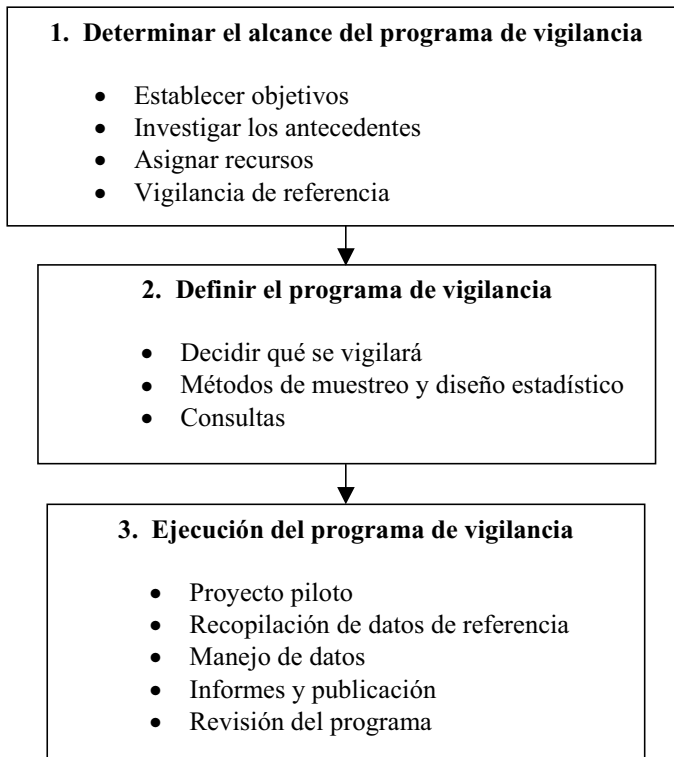 1. Determinar el alcance del programa de vigilancia
• Establecer objetivos
• Investigar los antecedentes
• Asignar recursos
• Vigilancia de referencia
2. Definir el programa de vigilancia
• Decidir qué se vigilará
• Métodos de muestreo y diseño estadístico
• Consultas
3. Ejecución del programa de vigilancia
• Proyecto piloto
• Recopilación de datos de referencia
• Manejo de datos
• Informes y publicación
• Revisión del programa